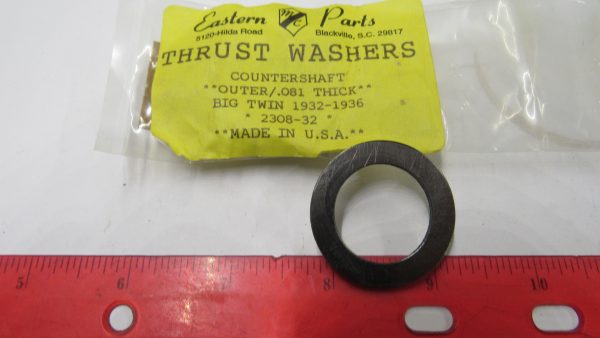 Eastern MC Parts
5120-Hilda Road Blackville, S.C. 29817
THRUST WASHERS
COUNTERSHAFT
**OUTER/.081 THICK**
BIG TWIN 1932-1936
* 2308-32 *
**MADE IN U.S.A.**
5 6 7 8 9 10